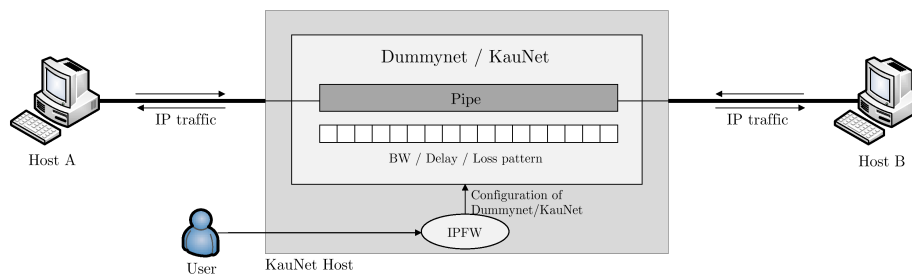 Dummynet / KauNet
Pipe
IP traffic
IP traffic
BW / Delay / Loss pattern
Host A
Host B
Configuration of
Dummynet/KauNet
IPFW
User
KauNet Host